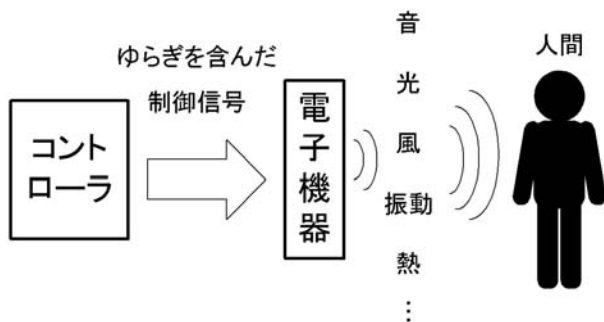 コント
ローラ
ゆらぎを含んだ
制御信号
電子機器
音
光
風
振動
熱
⋮
人間